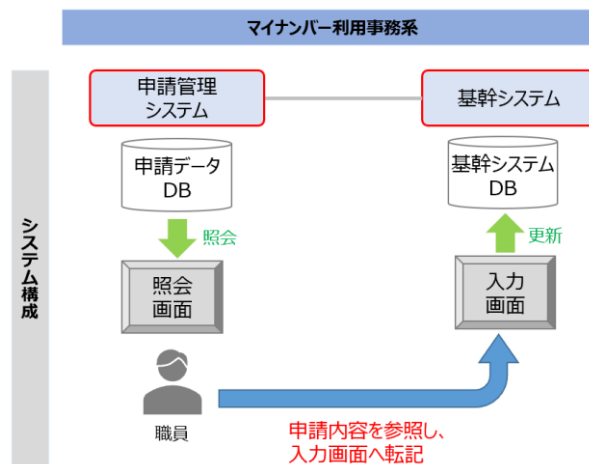 マイナンバー利用事務系
システム構成
申請管理
システム
基幹システム
申請データ
DB
基幹システム
DB
照会
更新
照会
画面
入力
画面
職員
申請内容を参照し、
入力画面へ転記